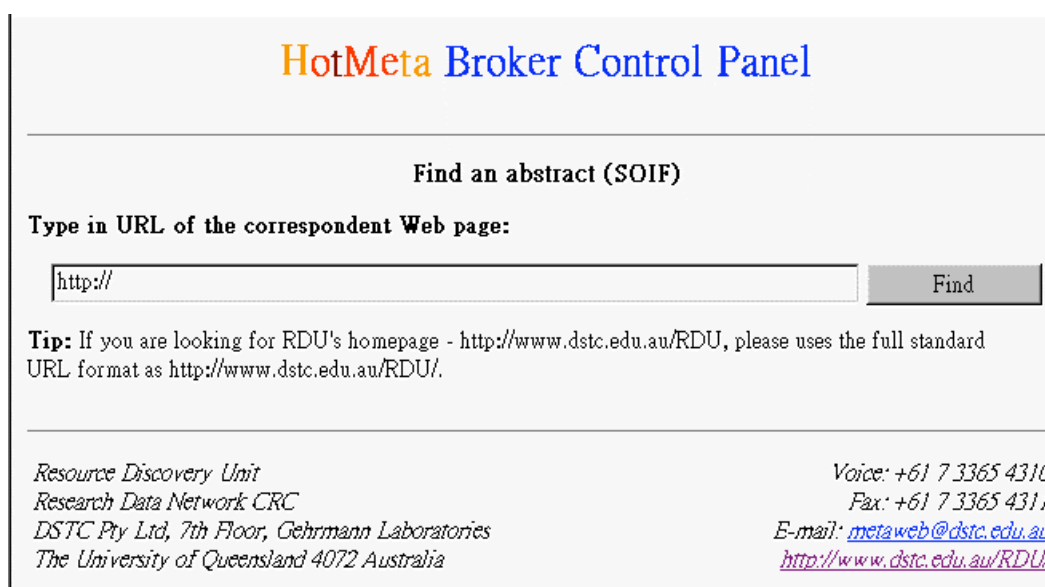 HotMeta Broker Control Panel
Find an abstract (SOIF)
Type in URL of the correspondent Web page:
http://
Find
Tip: If you are looking for RDU's homepage - http://www.dstc.edu.au/RDU, please uses the full standard
URL format as http://www.dstc.edu.au/RDU/.
Resource Discovery Unit
Voice: +61 7 3365 4310
Research Data Network CRC
Fax: +61 7 3365 4311
DSTC Pty Ltd, 7th Floor, Gehrmann Laboratories
E-mail: metaweb@dstc.edu.au
The University of Queensland 4072 Australia
http://www.dstc.edu.au/RDU/